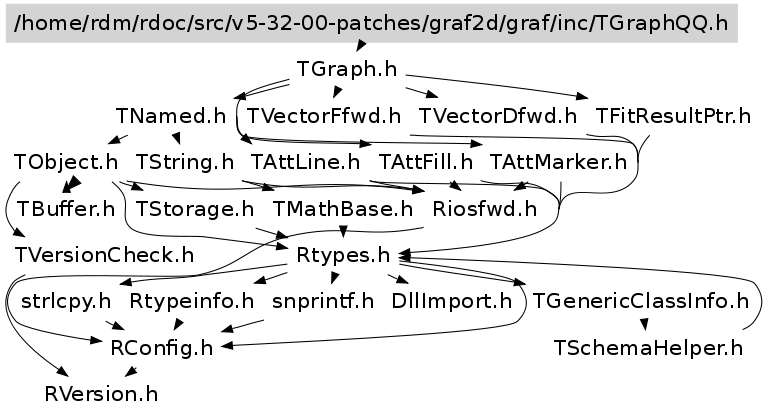 /home/rdm/rdoc/src/v5-32-00-patches/graf2d/graf/inc/TGraphQQ.h
TGraph.h
TNamed.h TVectorFfwd.h TVectorDfwd.h TFitResultPtr.h
TObject.h TString.h TAttLine.h TAttFill.h TAttMarker.h
TBuffer.h TStorage.h TMathBase.h Riosfwd.h
TVersionCheck.h Rtypes.h
strlcpy.h Rtypeinfo.h snprintf.h DllImport.h TGenericClassInfo.h
RConfig.h TSchemaHelper.h
RVersion.h